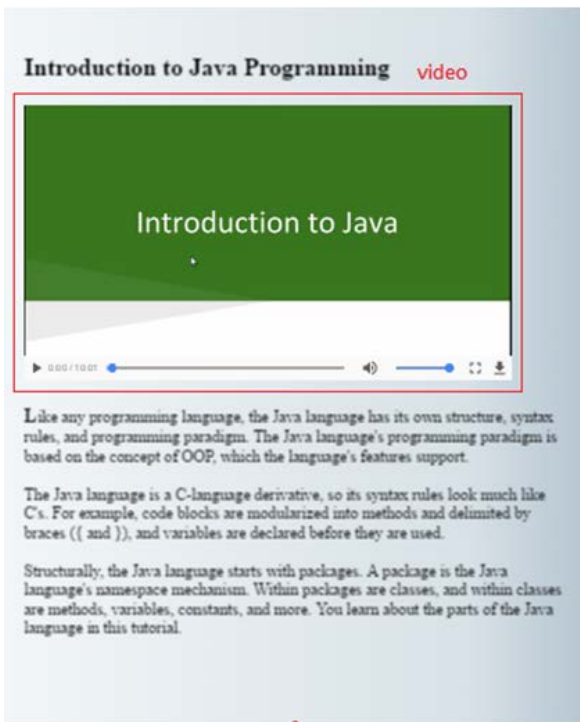 Introduction to Java Programming
video
Introduction to Java
0:00 / 10:01
Like any programming language, the Java language has its own structure, syntax
rules, and programming paradigm. The Java language's programming paradigm is
based on the concept of OOP, which the language's features support.
The Java language is a C-language derivative, so its syntax rules look much like
C's. For example, code blocks are modularized into methods and delimited by
braces ({ and }), and variables are declared before they are used.
Structurally, the Java language starts with packages. A package is the Java
language's namespace mechanism. Within packages are classes, and within classes
are methods, variables, constants, and more. You learn about the parts of the Java
language in this tutorial.